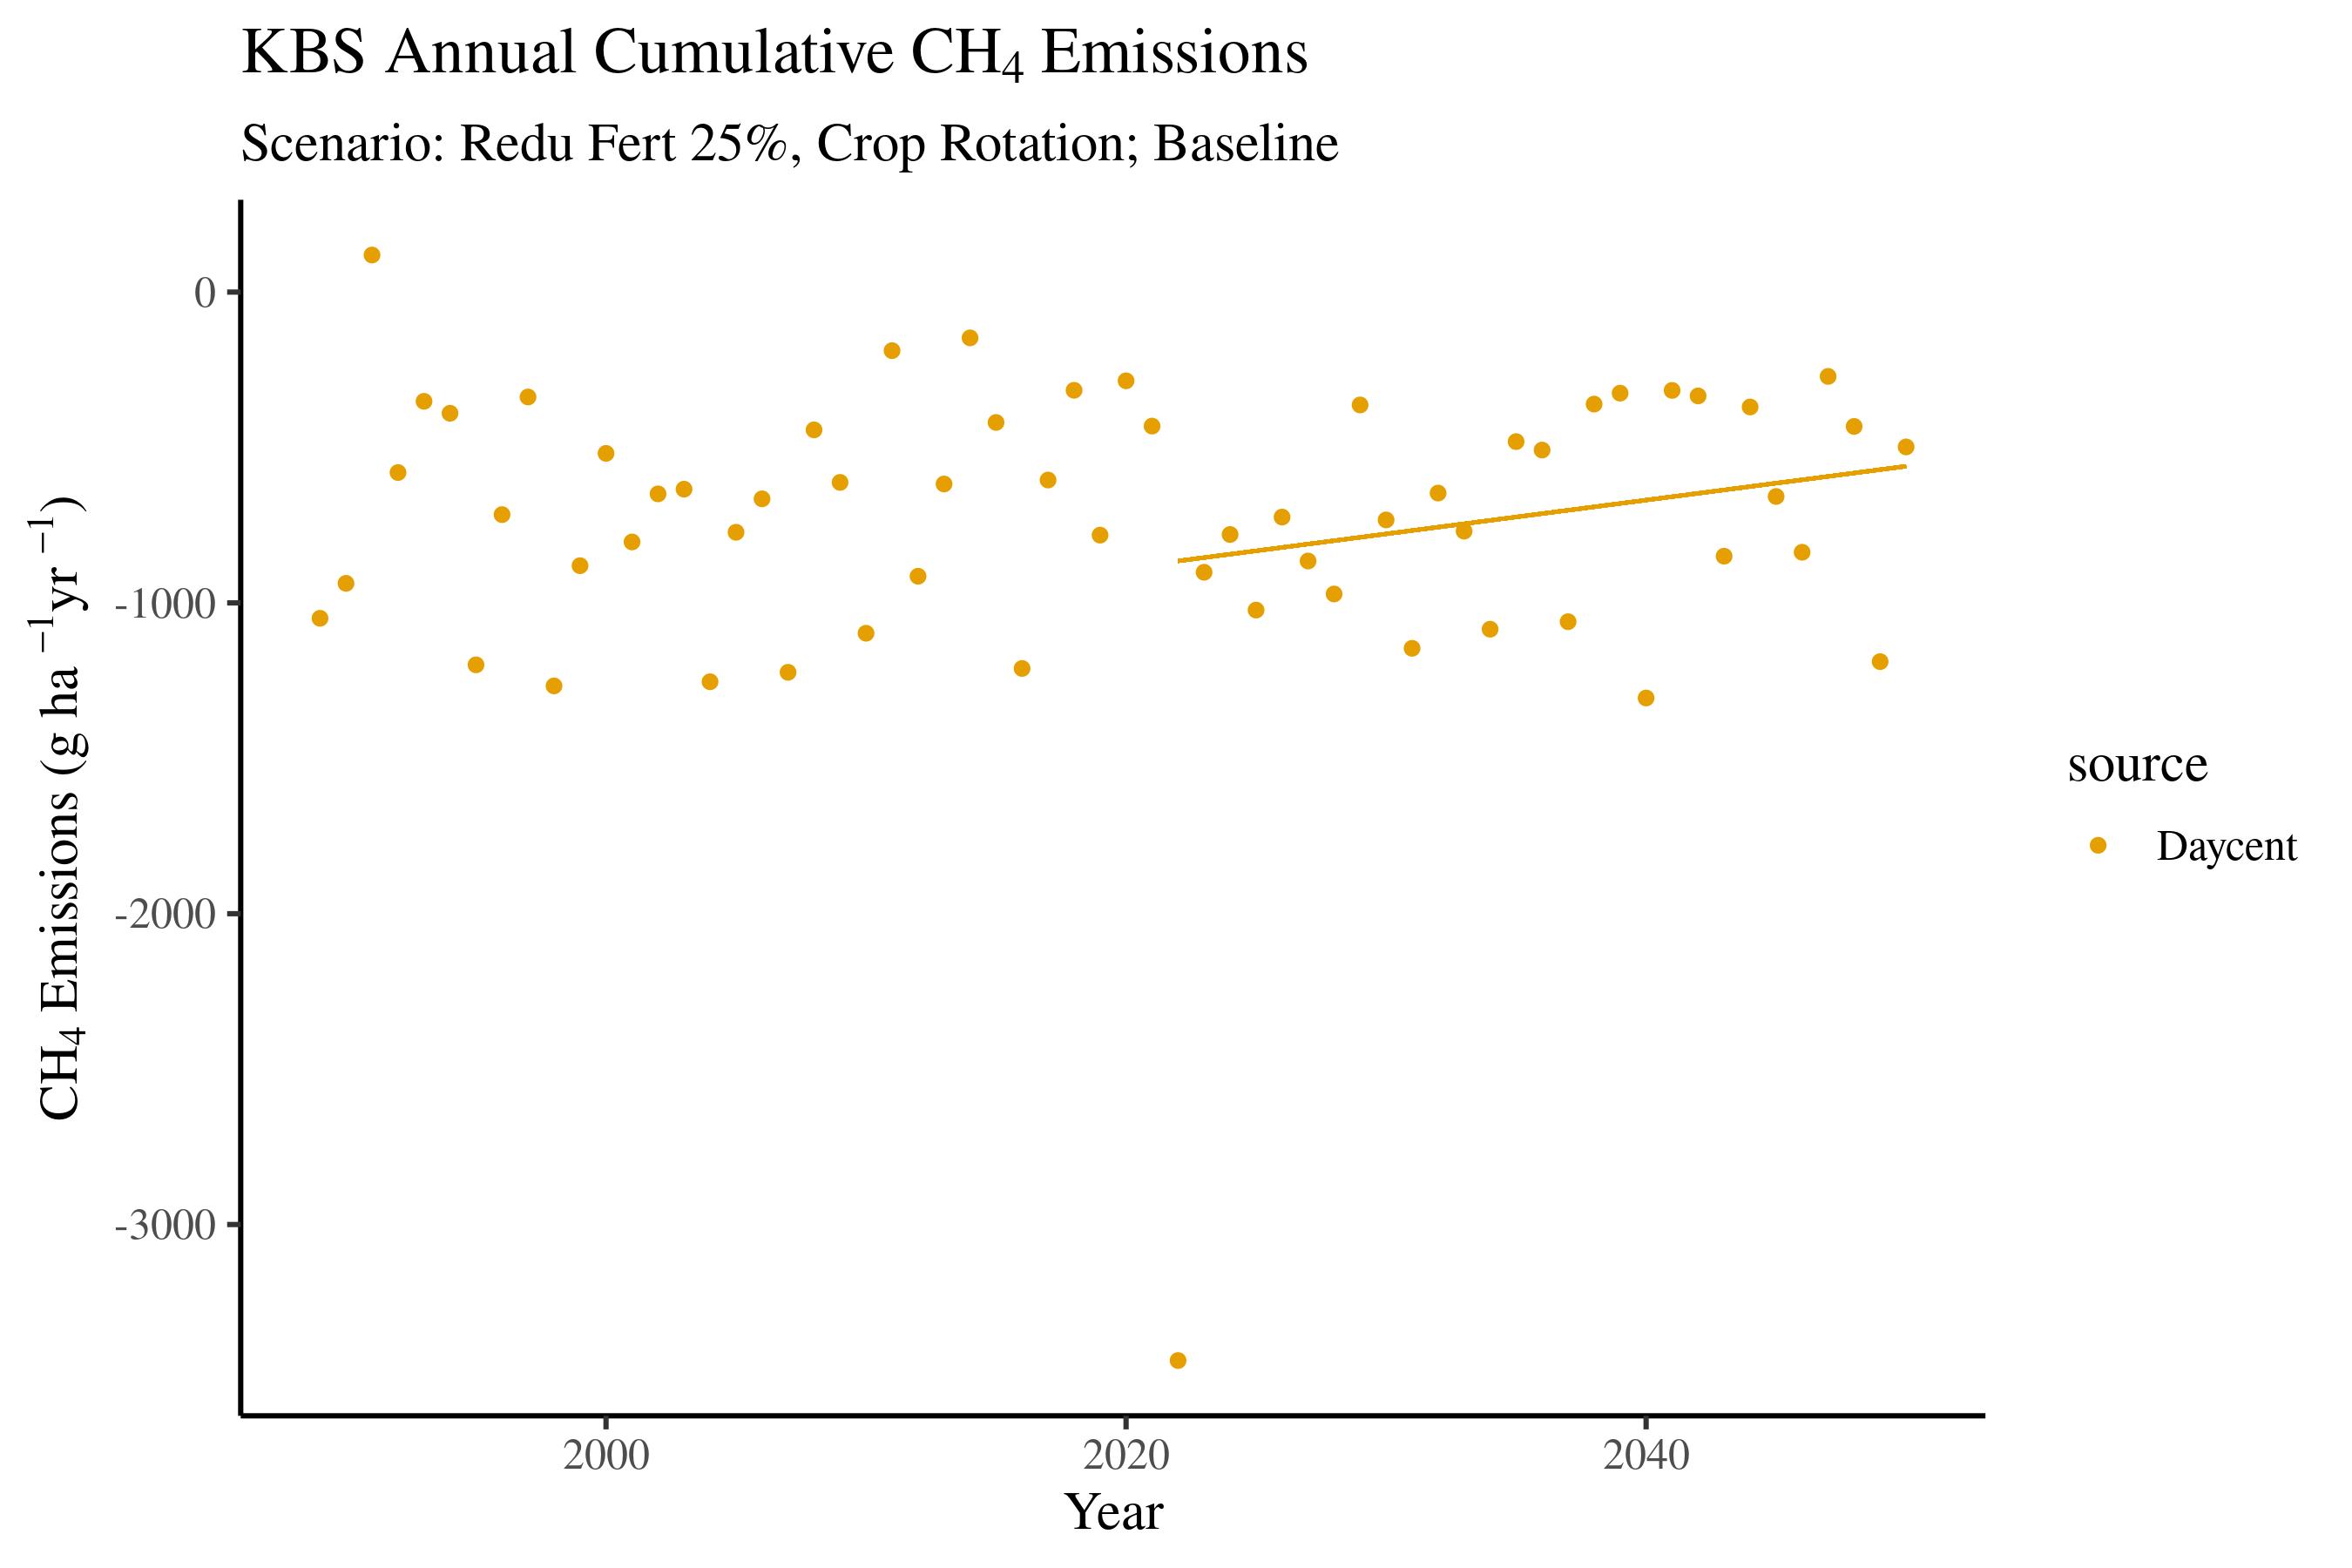 KBS Annual Cumulative CH₄ Emissions
Scenario: Redu Fert 25%, Crop Rotation; Baseline
CH₄ Emissions (g ha⁻¹yr⁻¹)
0
-1000
-2000
-3000
2000 2020 2040
Year
source
Daycent